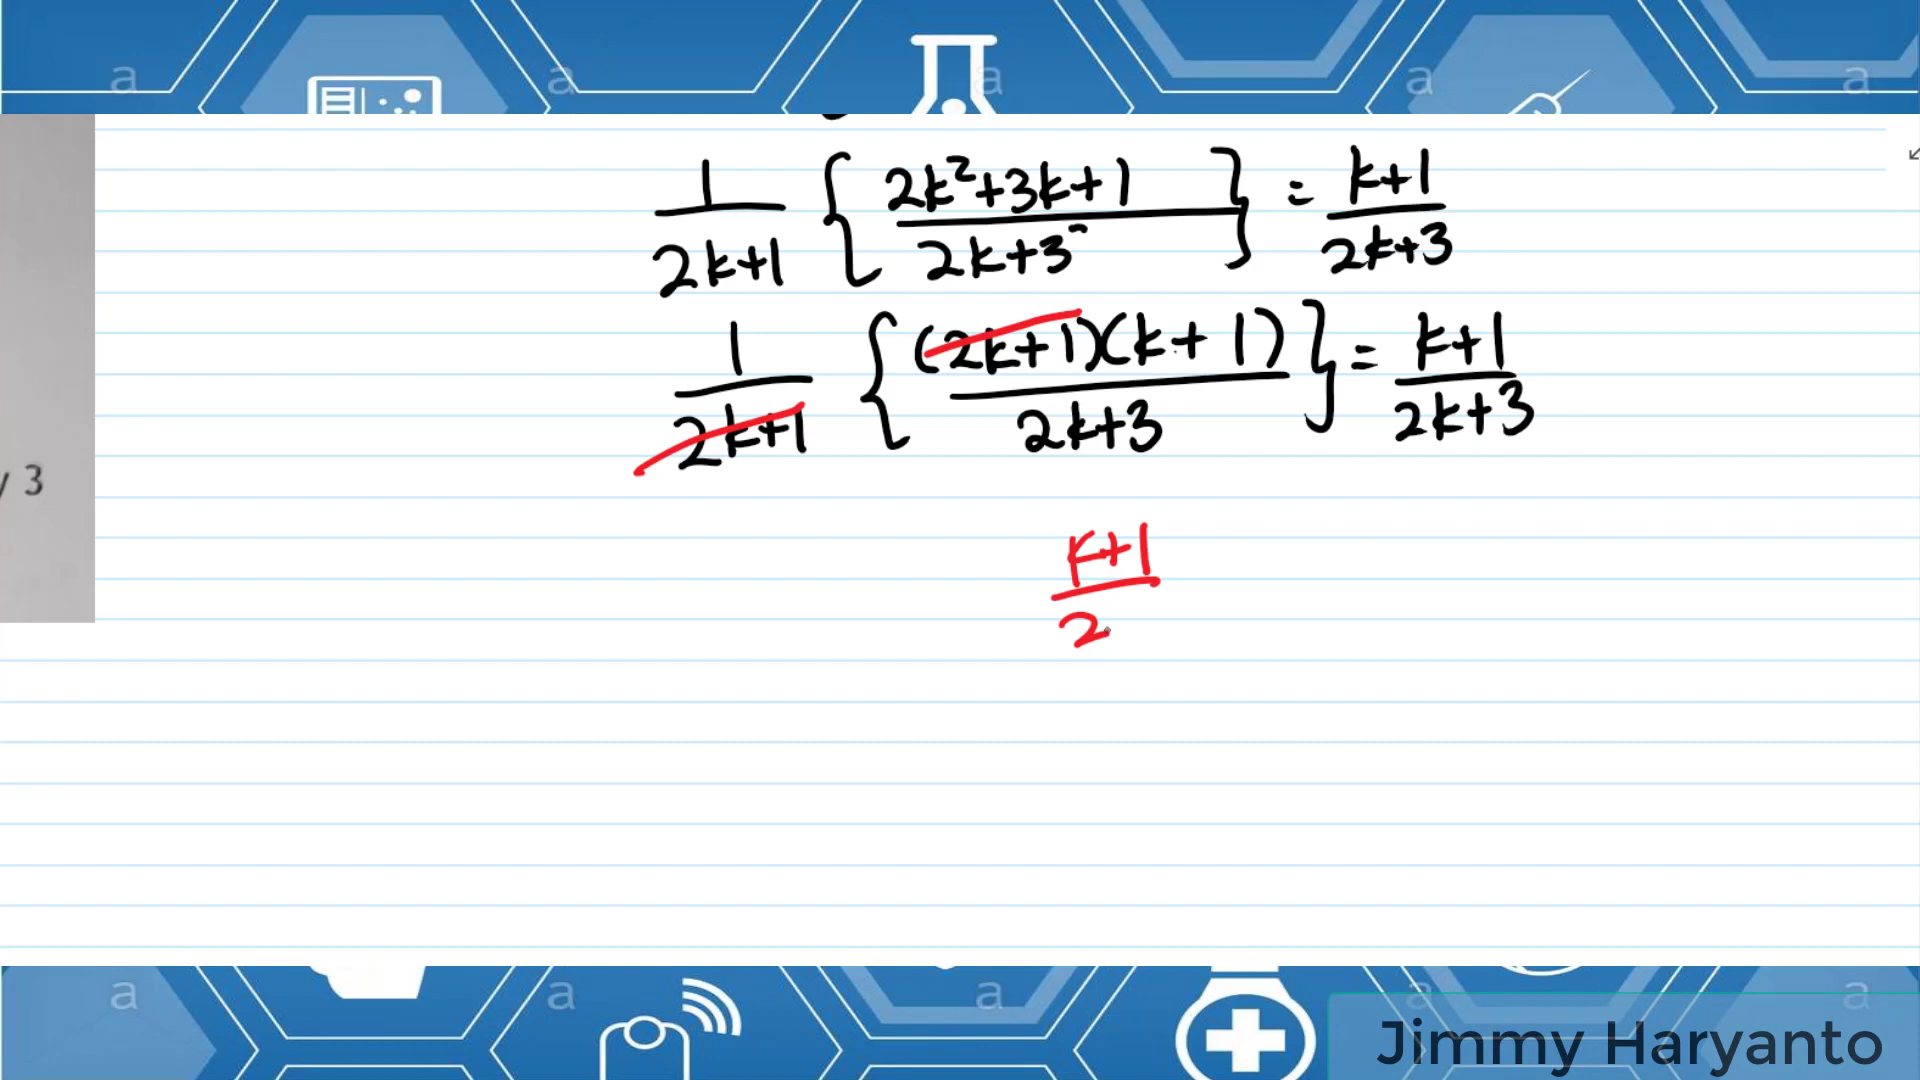 1/(2k+1) { (2k²+3k+1)/(2k+3) } = (k+1)/(2k+3)
1/(2k+1) { ((2k+1)(k+1))/(2k+3) } = (k+1)/(2k+3)
3
k+1
2
a a a a a
a a a a a
Jimmy Haryanto